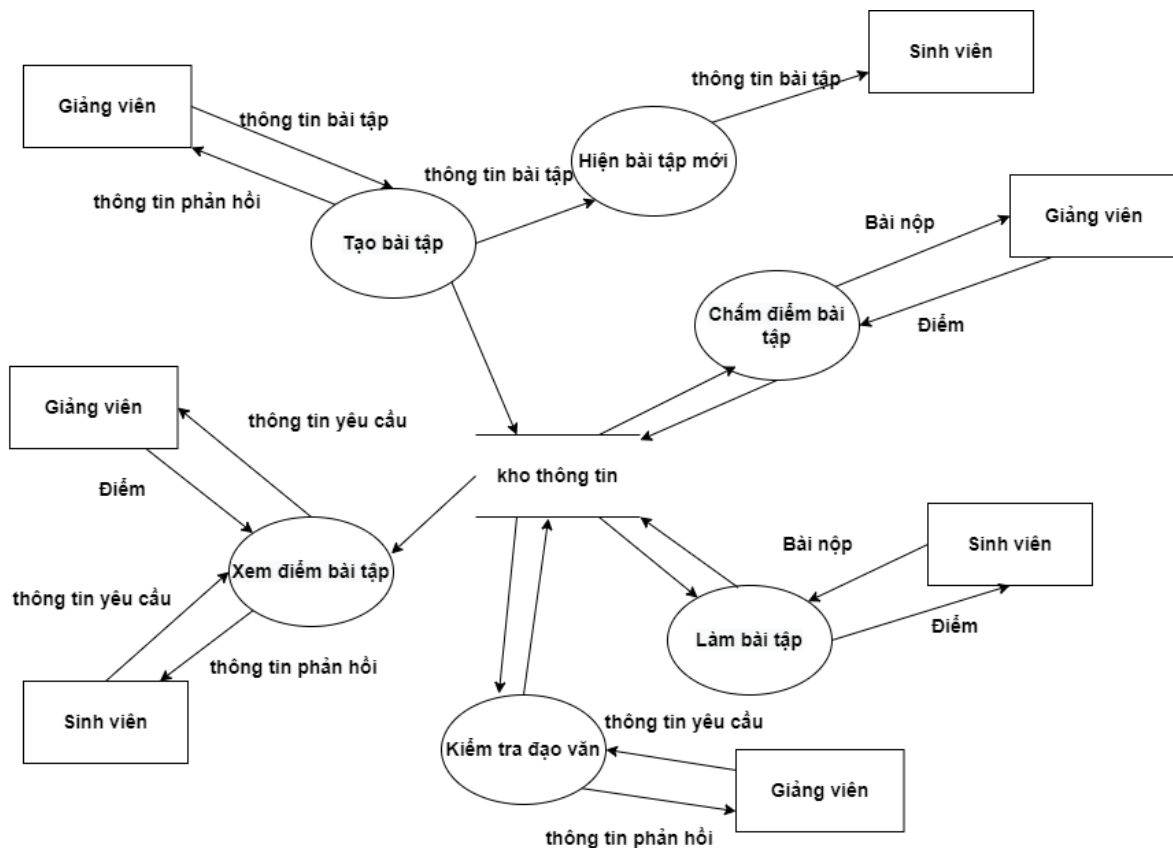 Sinh viên
thông tin bài tập
Giảng viên
thông tin bài tập
Hiện bài tập mới
thông tin bài tập
thông tin phản hồi
Tạo bài tập
Giảng viên
Bài nộp
Chấm điểm bài
tập
Điểm
Giảng viên
thông tin yêu cầu
kho thông tin
Điểm
Bài nộp
Sinh viên
Xem điểm bài tập
thông tin yêu cầu
Làm bài tập
Điểm
thông tin phản hồi
Sinh viên
thông tin yêu cầu
Kiểm tra đạo văn
Giảng viên
thông tin phản hồi